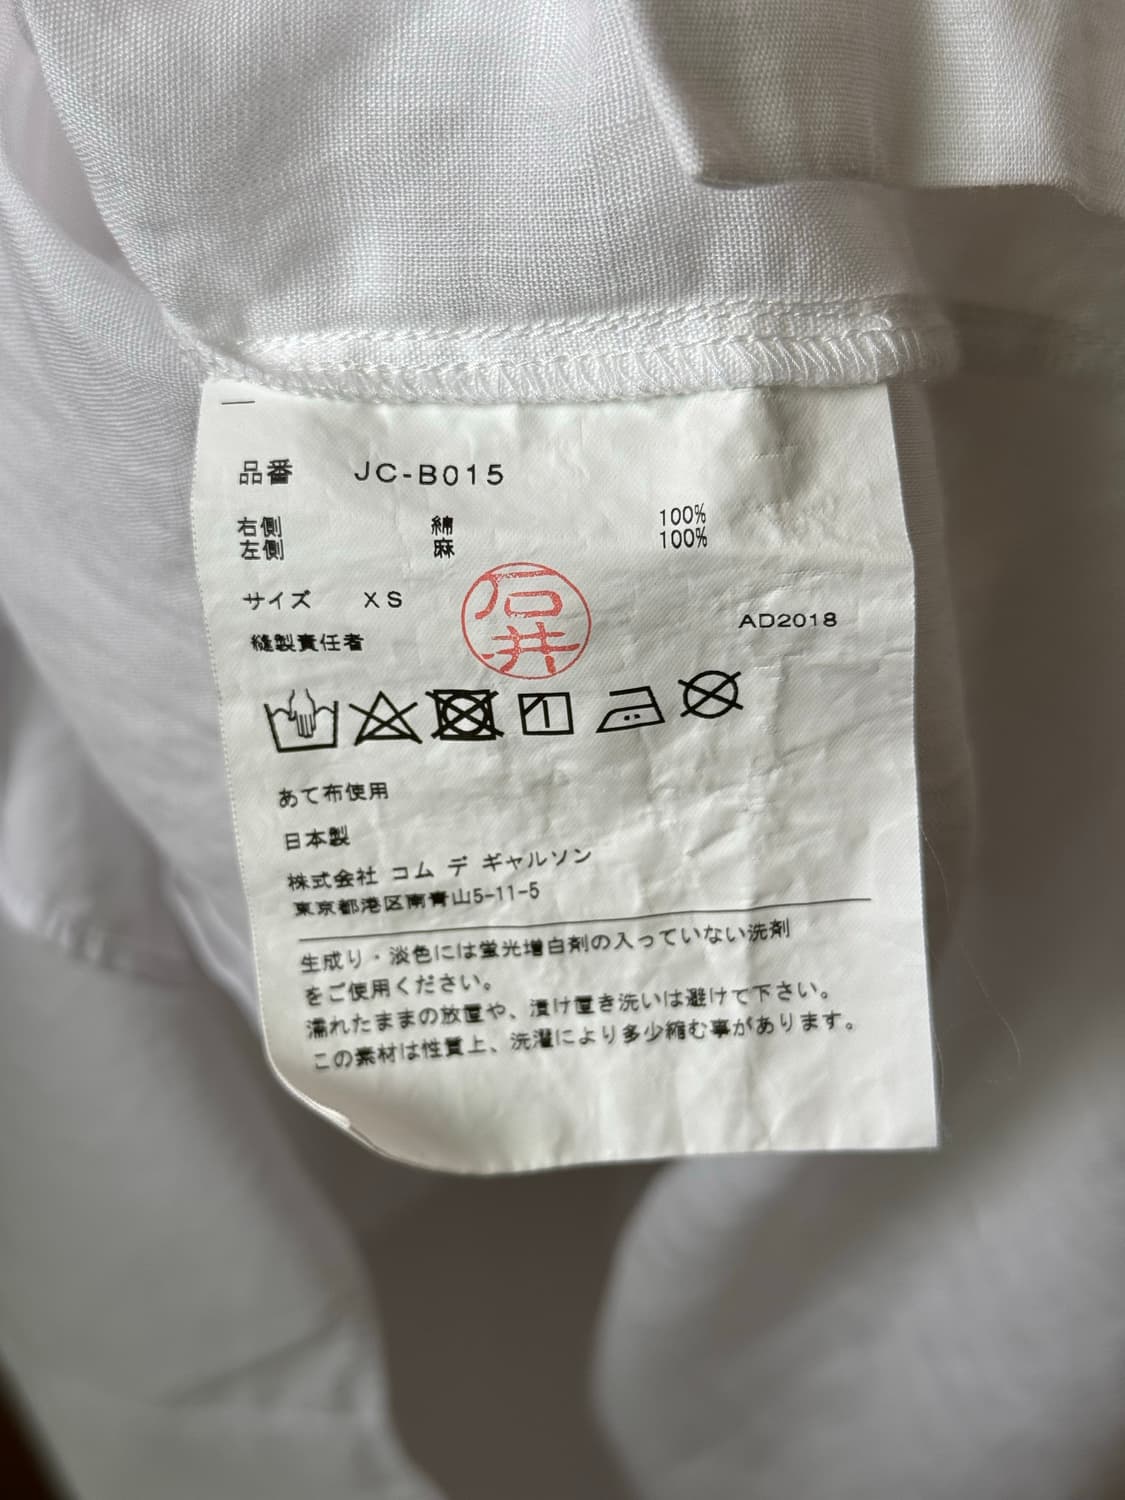 品番 JC-B015
右側 綿 100%
左側 麻 100%
サイズ XS
石井
AD2018
縫製責任者
あて布使用
日本製
株式会社 コム デ ギャルソン
東京都港区南青山5-11-5
生成り・淡色には蛍光増白剤の入っていない洗剤
をご使用ください。
濡れたままの放置や、漬け置き洗いは避けて下さい。
この素材は性質上、洗濯により多少縮む事があります。